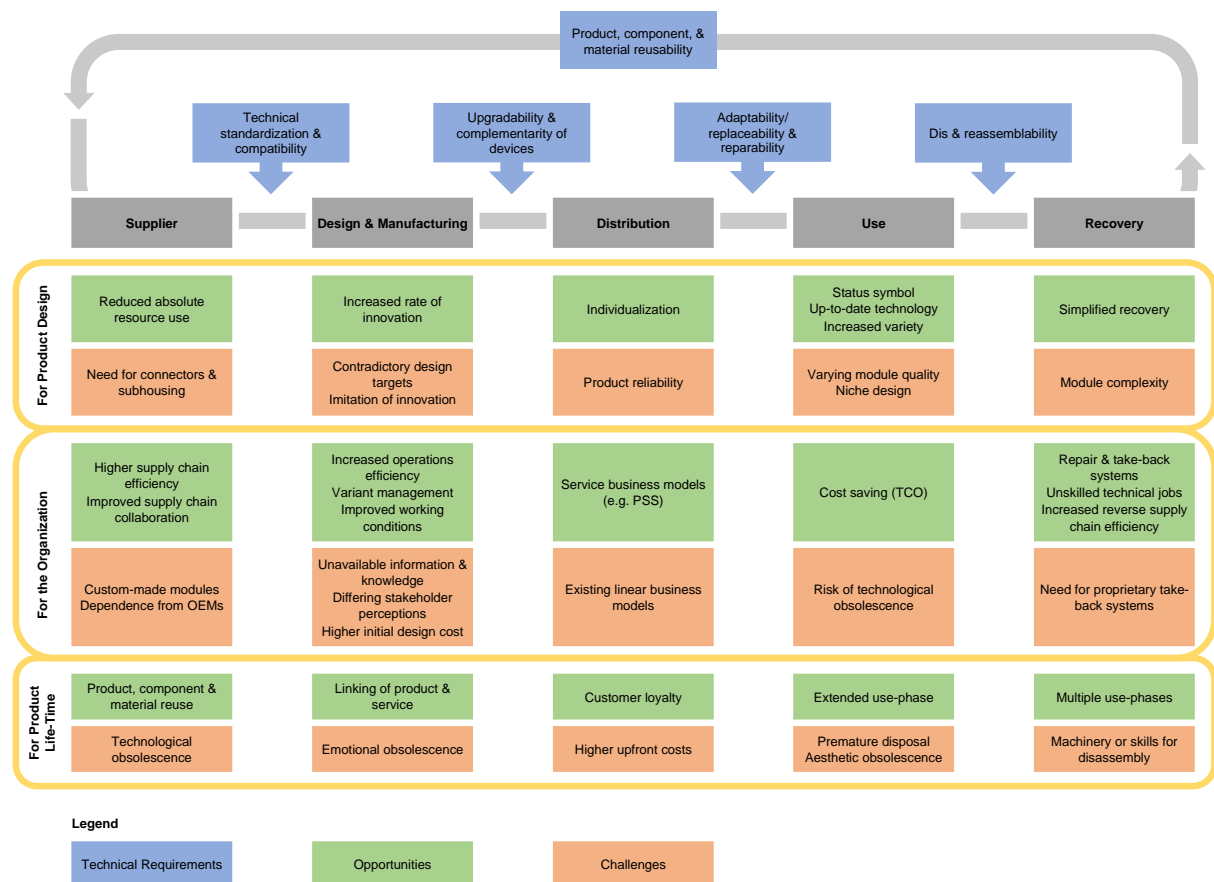 Product, component, &
material reusability
Technical
standardization &
compatibility
Upgradability &
complementarity of
devices
Adaptability/
replaceability &
reparability
Dis & reassemblability
Supplier
Design & Manufacturing
Distribution
Use
Recovery
For Product Design
Reduced absolute
resource use
Increased rate of
innovation
Individualization
Status symbol
Up-to-date technology
Increased variety
Simplified recovery
Need for connectors &
subhousing
Contradictory design
targets
Imitation of innovation
Product reliability
Varying module quality
Niche design
Module complexity
For the Organization
Higher supply chain
efficiency
Improved supply chain
collaboration
Increased operations
efficiency
Variant management
Improved working
conditions
Service business models
(e.g. PSS)
Cost saving (TCO)
Repair & take-back
systems
Unskilled technical jobs
Increased reverse supply
chain efficiency
Custom-made modules
Dependence from OEMs
Unavailable information &
knowledge
Differing stakeholder
perceptions
Higher initial design cost
Existing linear business
models
Risk of technological
obsolescence
Need for proprietary take-
back systems
For Product
Life-Time
Product, component &
material reuse
Linking of product &
service
Customer loyalty
Extended use-phase
Multiple use-phases
Technological
obsolescence
Emotional obsolescence
Higher upfront costs
Premature disposal
Aesthetic obsolescence
Machinery or skills for
disassembly
Legend
Technical Requirements
Opportunities
Challenges